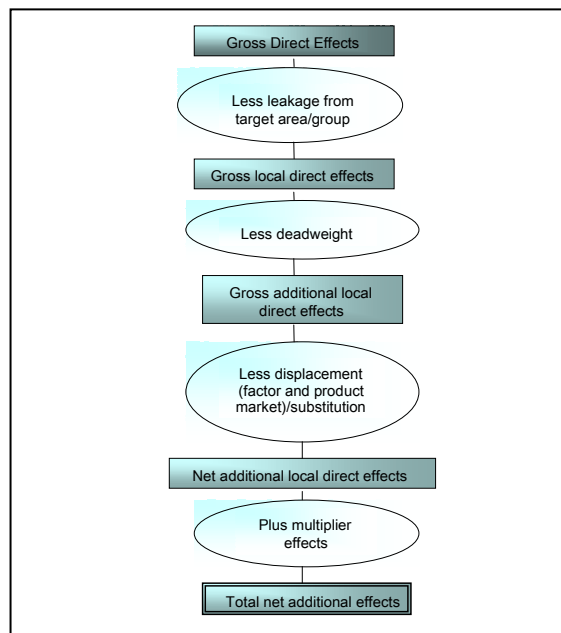 Gross Direct Effects
Less leakage from
target area/group
Gross local direct effects
Less deadweight
Gross additional local
direct effects
Less displacement
(factor and product
market)/substitution
Net additional local direct effects
Plus multiplier
effects
Total net additional effects